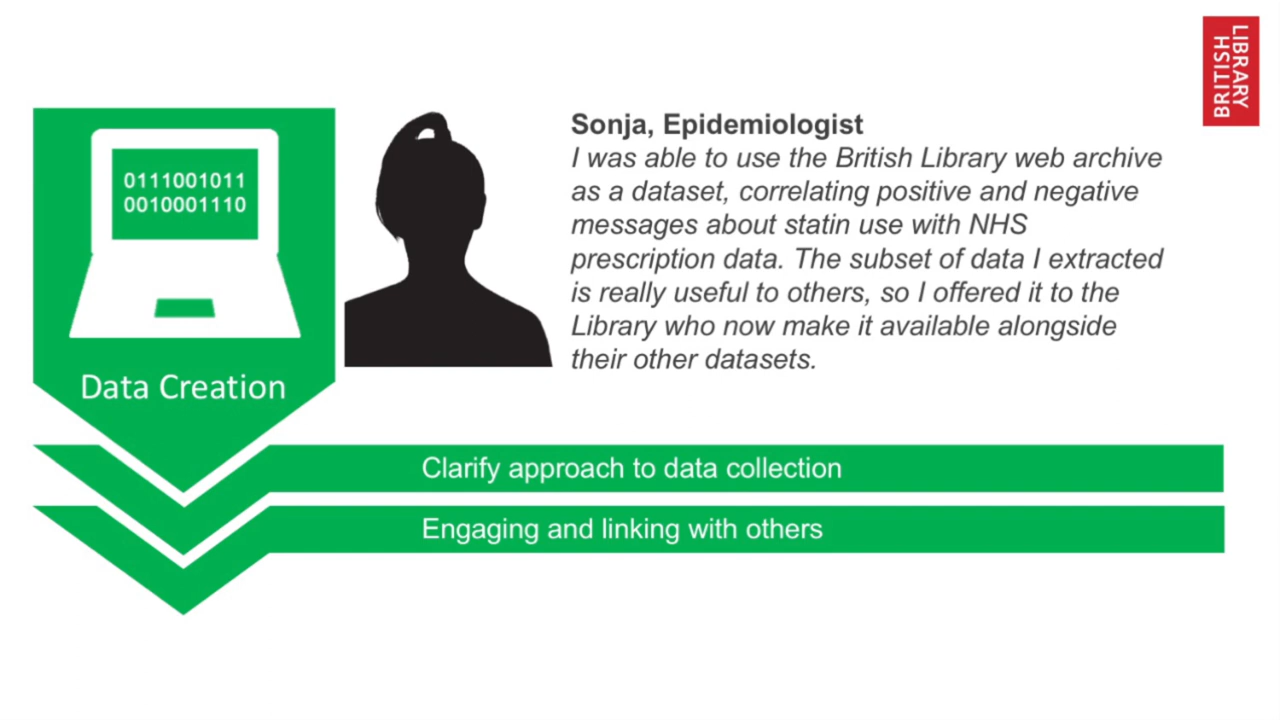 BRITISH
LIBRARY
0111001011
0010001110
Data Creation
Sonja, Epidemiologist
I was able to use the British Library web archive
as a dataset, correlating positive and negative
messages about statin use with NHS
prescription data. The subset of data I extracted
is really useful to others, so I offered it to the
Library who now make it available alongside
their other datasets.
Clarify approach to data collection
Engaging and linking with others